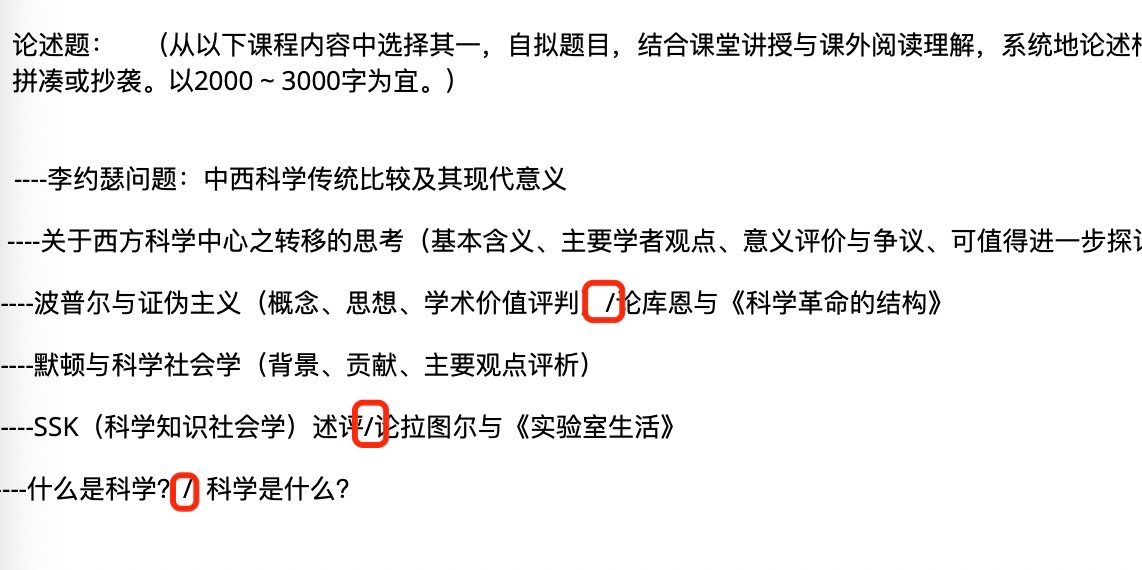 论述题： （从以下课程内容中选择其一，自拟题目，结合课堂讲授与课外阅读理解，系统地论述
拼凑或抄袭。以2000 ~ 3000字为宜。）
----李约瑟问题：中西科学传统比较及其现代意义
----关于西方科学中心之转移的思考（基本含义、主要学者观点、意义评价与争议、可值得进一步探讨
----波普尔与证伪主义（概念、思想、学术价值评判）/论库恩与《科学革命的结构》
----默顿与科学社会学（背景、贡献、主要观点评析）
----SSK（科学知识社会学）述评/论拉图尔与《实验室生活》
----什么是科学？/ 科学是什么？